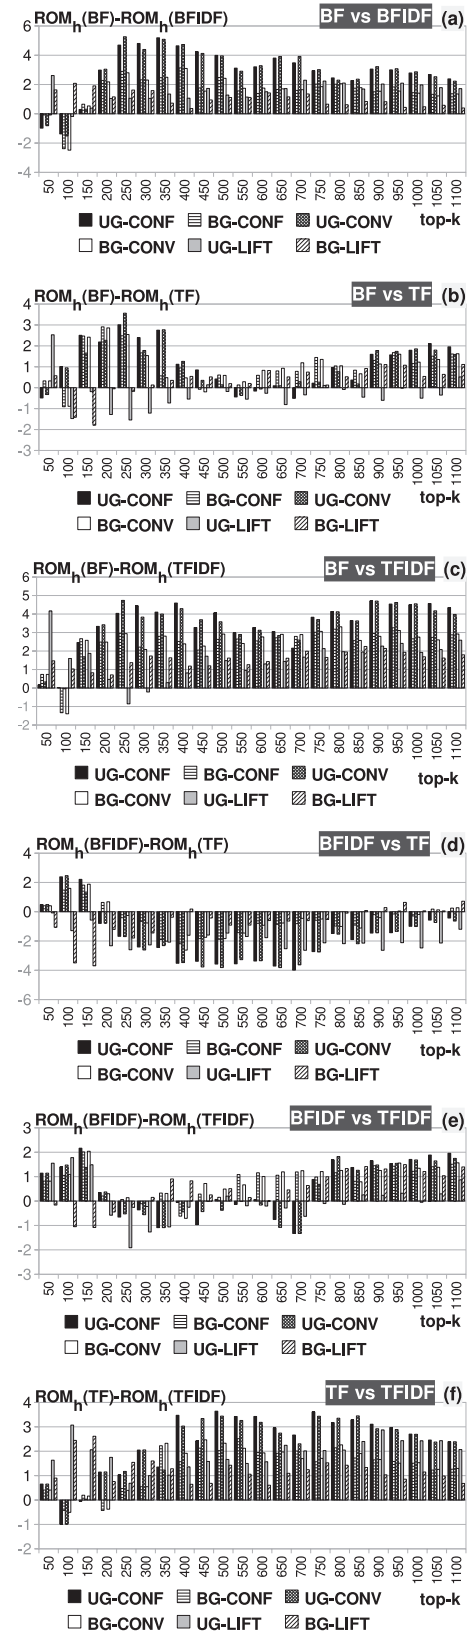 ROMh(BF)-ROMh(BFIDF) BF vs BFIDF (a)
6
4
2
0
-2
-4
50 100 150 200 250 300 350 400 450 500 550 600 650 700 750 800 850 900 950 1000 1050 1100
UG-CONF BG-CONF UG-CONV top-k
BG-CONV UG-LIFT BG-LIFT
ROMh(BF)-ROMh(TF) BF vs TF (b)
4
3
2
1
0
-1
-2
-3
50 100 150 200 250 300 350 400 450 500 550 600 650 700 750 800 850 900 950 1000 1050 1100
UG-CONF BG-CONF UG-CONV top-k
BG-CONV UG-LIFT BG-LIFT
ROMh(BF)-ROMh(TFIDF) BF vs TFIDF (c)
6
5
4
3
2
1
0
-1
-2
50 100 150 200 250 300 350 400 450 500 550 600 650 700 750 800 850 900 950 1000 1050 1100
UG-CONF BG-CONF UG-CONV top-k
BG-CONV UG-LIFT BG-LIFT
ROMh(BFIDF)-ROMh(TF) BFIDF vs TF (d)
4
2
0
-2
-4
-6
50 100 150 200 250 300 350 400 450 500 550 600 650 700 750 800 850 900 950 1000 1050 1100
UG-CONF BG-CONF UG-CONV top-k
BG-CONV UG-LIFT BG-LIFT
ROMh(BFIDF)-ROMh(TFIDF) BFIDF vs TFIDF (e)
3
2
1
0
-1
-2
-3
50 100 150 200 250 300 350 400 450 500 550 600 650 700 750 800 850 900 950 1000 1050 1100
UG-CONF BG-CONF UG-CONV top-k
BG-CONV UG-LIFT BG-LIFT
ROMh(TF)-ROMh(TFIDF) TF vs TFIDF (f)
4
3
2
1
0
-1
-2
50 100 150 200 250 300 350 400 450 500 550 600 650 700 750 800 850 900 950 1000 1050 1100
UG-CONF BG-CONF UG-CONV top-k
BG-CONV UG-LIFT BG-LIFT